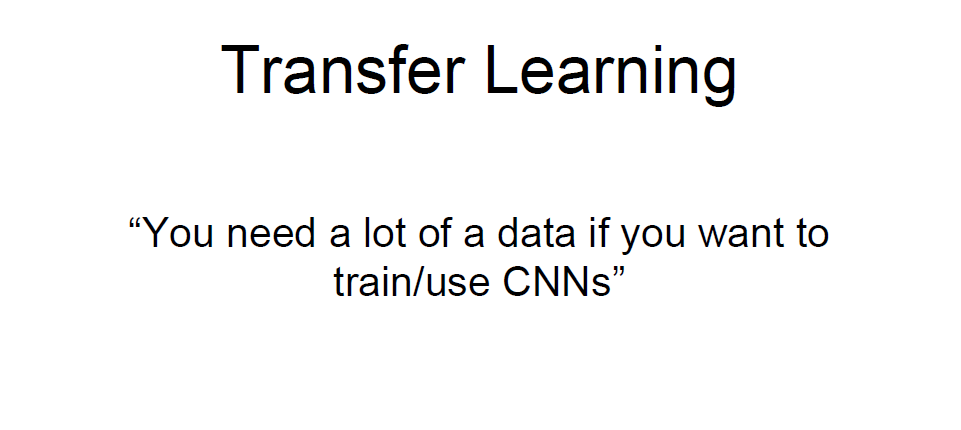 Transfer Learning
“You need a lot of a data if you want to
train/use CNNs”